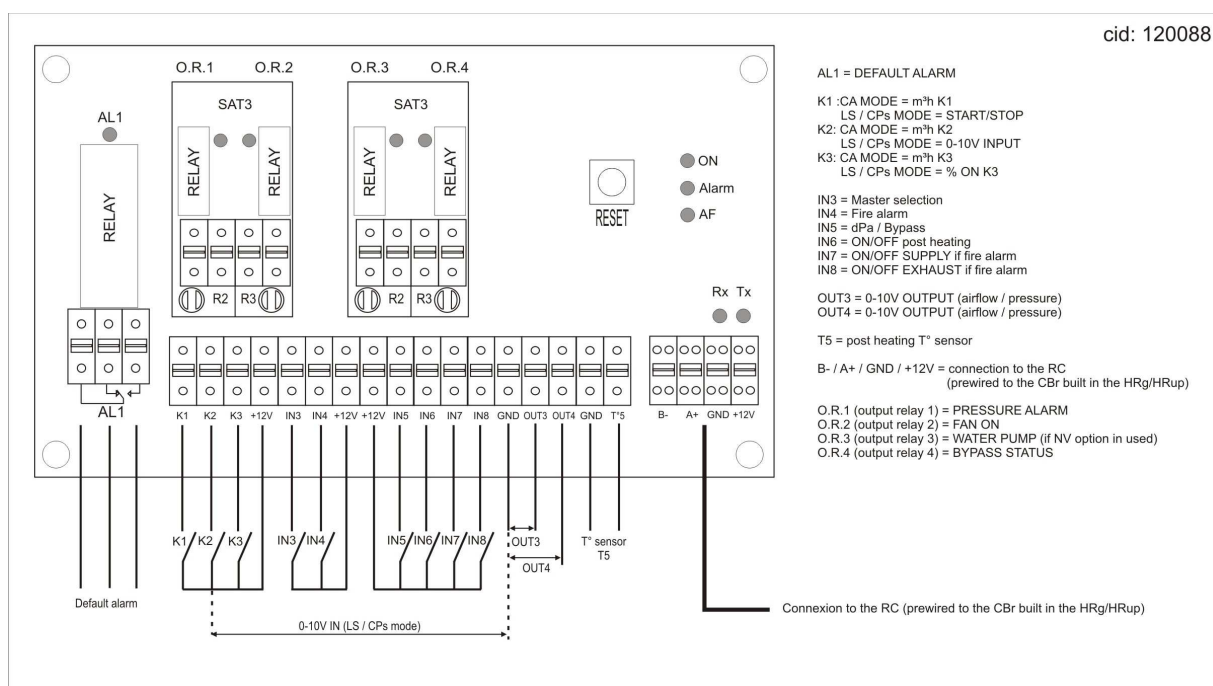 cid: 120088
O.R.1 O.R.2 O.R.3 O.R.4
SAT3
RELAY
RELAY
R2 R3
RELAY
RELAY
R2 R3
AL1
RELAY
AL1
RESET
ON
Alarm
AF
Rx Tx
K1 K2 K3 +12V IN3 IN4 +12V +12V IN5 IN6 IN7 IN8 GND OUT3 OUT4 GND T°5
B- A+ GND +12V
K1 K2 K3 IN3 IN4 IN5 IN6 IN7 IN8
OUT3
OUT4
T° sensor
T5
Default alarm
0-10V IN (LS / CPs mode)
Connexion to the RC (prewired to the CBr built in the HRg/HRup)
AL1 = DEFAULT ALARM
K1 :CA MODE = m³h K1
LS / CPs MODE = START/STOP
K2: CA MODE = m³h K2
LS / CPs MODE = 0-10V INPUT
K3: CA MODE = m³h K3
LS / CPs MODE = % ON K3
IN3 = Master selection
IN4 = Fire alarm
IN5 = dPa / Bypass
IN6 = ON/OFF post heating
IN7 = ON/OFF SUPPLY if fire alarm
IN8 = ON/OFF EXHAUST if fire alarm
OUT3 = 0-10V OUTPUT (airflow / pressure)
OUT4 = 0-10V OUTPUT (airflow / pressure)
T5 = post heating T° sensor
B- / A+ / GND / +12V = connection to the RC
(prewired to the CBr built in the HRg/HRup)
O.R.1 (output relay 1) = PRESSURE ALARM
O.R.2 (output relay 2) = FAN ON
O.R.3 (output relay 3) = WATER PUMP (if NV option in used)
O.R.4 (output relay 4) = BYPASS STATUS
SAT3